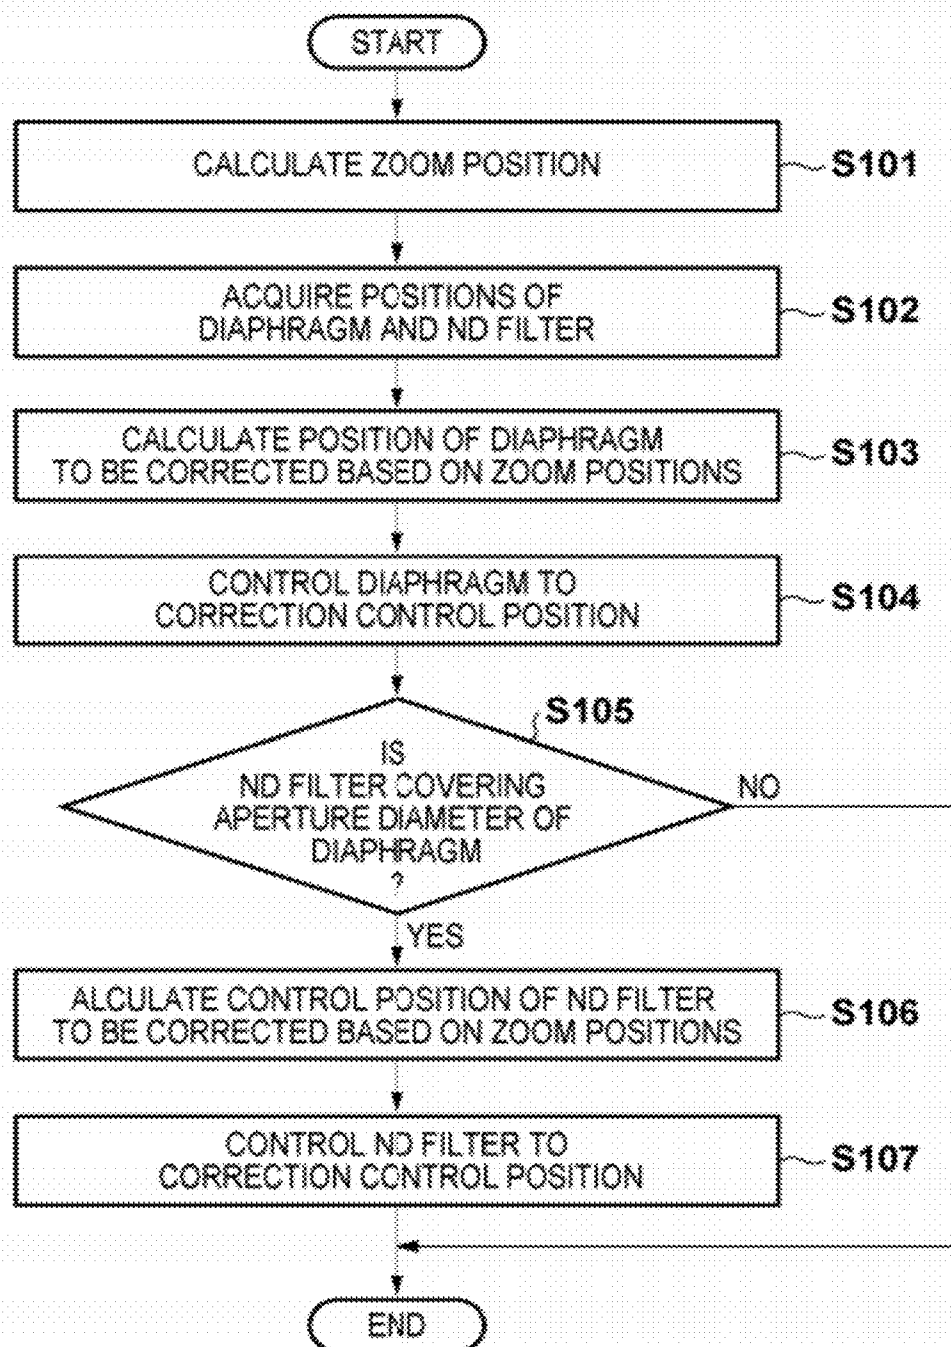 START
CALCULATE ZOOM POSITION
S101
ACQUIRE POSITIONS OF
DIAPHRAGM AND ND FILTER
S102
CALCULATE POSITION OF DIAPHRAGM
TO BE CORRECTED BASED ON ZOOM POSITIONS
S103
CONTROL DIAPHRAGM TO
CORRECTION CONTROL POSITION
S104
S105
IS
ND FILTER COVERING
APERTURE DIAMETER OF
DIAPHRAGM
?
NO
YES
ALCULATE CONTROL POSITION OF ND FILTER
TO BE CORRECTED BASED ON ZOOM POSITIONS
S106
CONTROL ND FILTER TO
CORRECTION CONTROL POSITION
S107
END